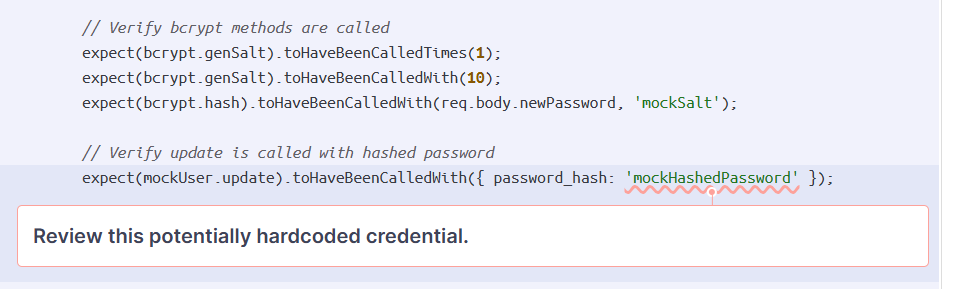 // Verify bcrypt methods are called
expect(bcrypt.genSalt).toHaveBeenCalledTimes(1);
expect(bcrypt.genSalt).toHaveBeenCalledWith(10);
expect(bcrypt.hash).toHaveBeenCalledWith(req.body.newPassword, 'mockSalt');
// Verify update is called with hashed password
expect(mockUser.update).toHaveBeenCalledWith({ password_hash: 'mockHashedPassword' });
Review this potentially hardcoded credential.